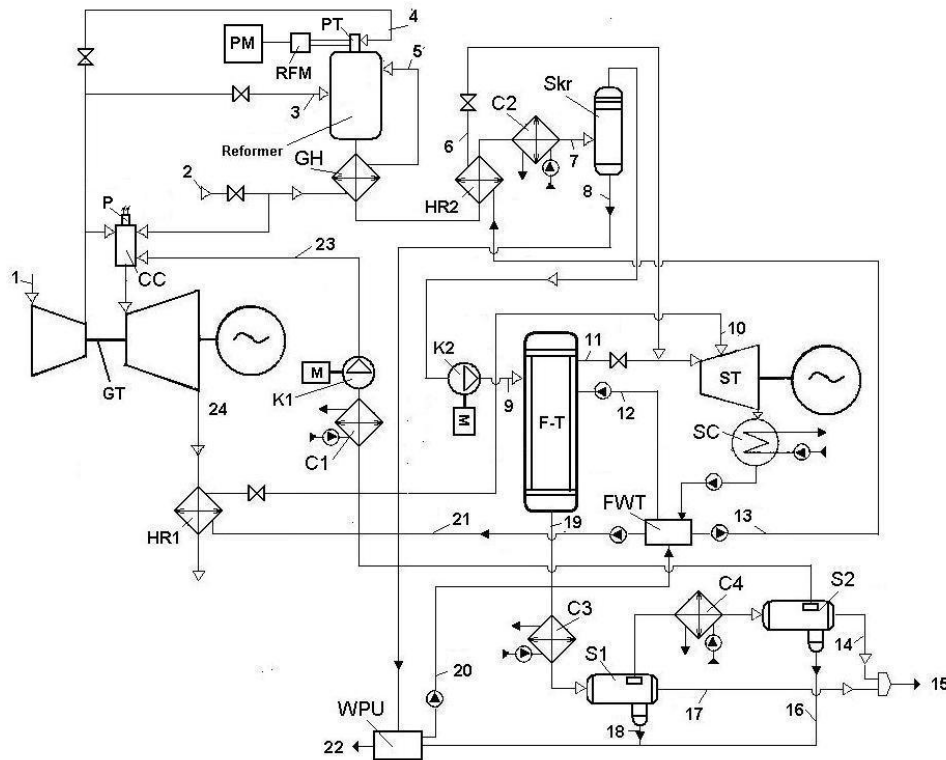 4
PT
PM
5
RFM
Skr
C2
3
6
Reformer
7
GH
2
8
P
HR2
23
CC
1
11
10
K2
ST
M
K1
9
12
GT
M
F-T
SC
24
C1
FWT
19
21
13
HR1
S2
C4
C3
14
S1
20
15
17
16
WPU
18
22